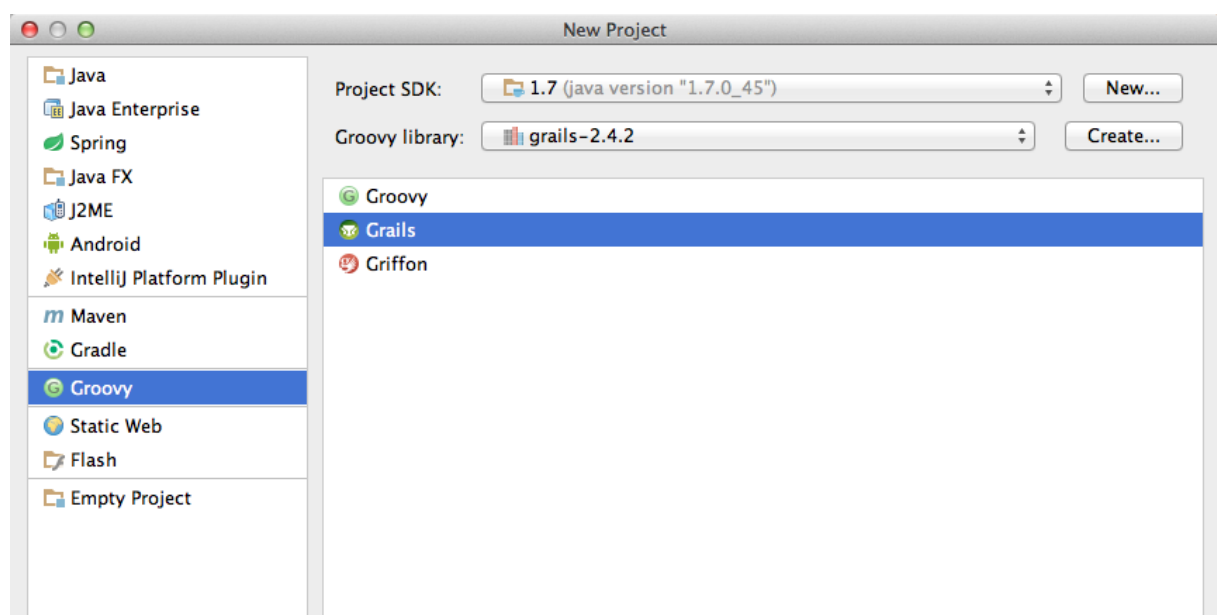 New Project
Java
Java Enterprise
Spring
Java FX
J2ME
Android
IntelliJ Platform Plugin
Maven
Gradle
Groovy
Static Web
Flash
Empty Project
Project SDK: 1.7 (java version "1.7.0_45") New...
Groovy library: grails-2.4.2 Create...
Groovy
Grails
Griffon